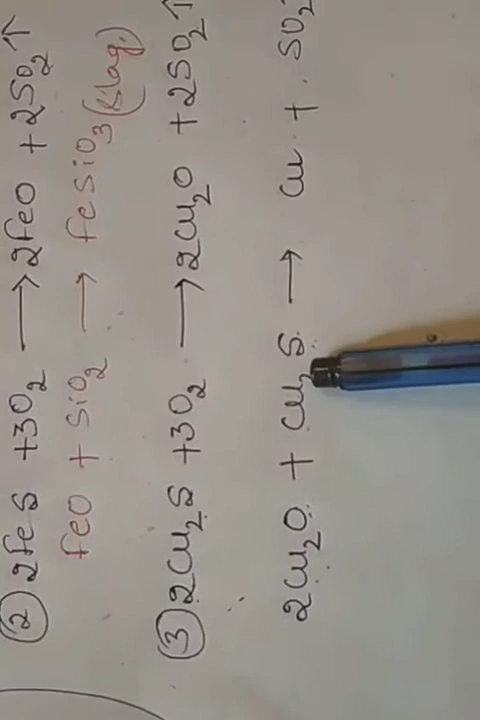 ② 2FeS + 3O₂ ⟶ 2FeO + 2SO₂↑
FeO + SiO₂ → FeSiO₃ (slag.)
③ 2Cu₂S + 3O₂ ⟶ 2Cu₂O + 2SO₂↑
2Cu₂O + Cu₂S → Cu + SO₂